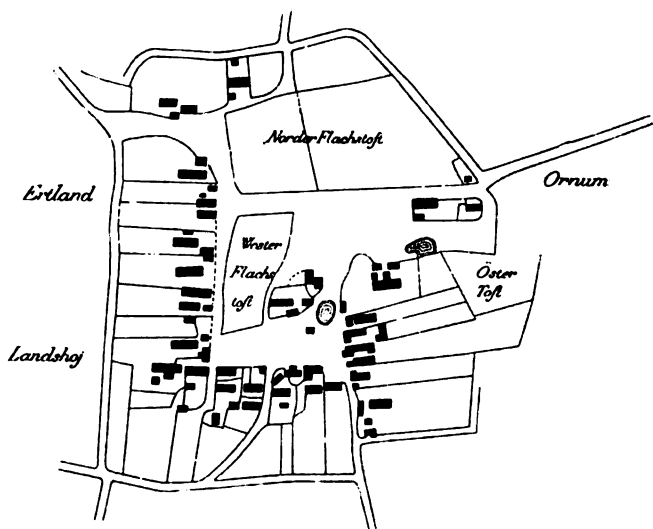 Norder Flachstoft
Ertland
Ornum
Wester
Flachs
toft
Öster
Toft
Landshoj